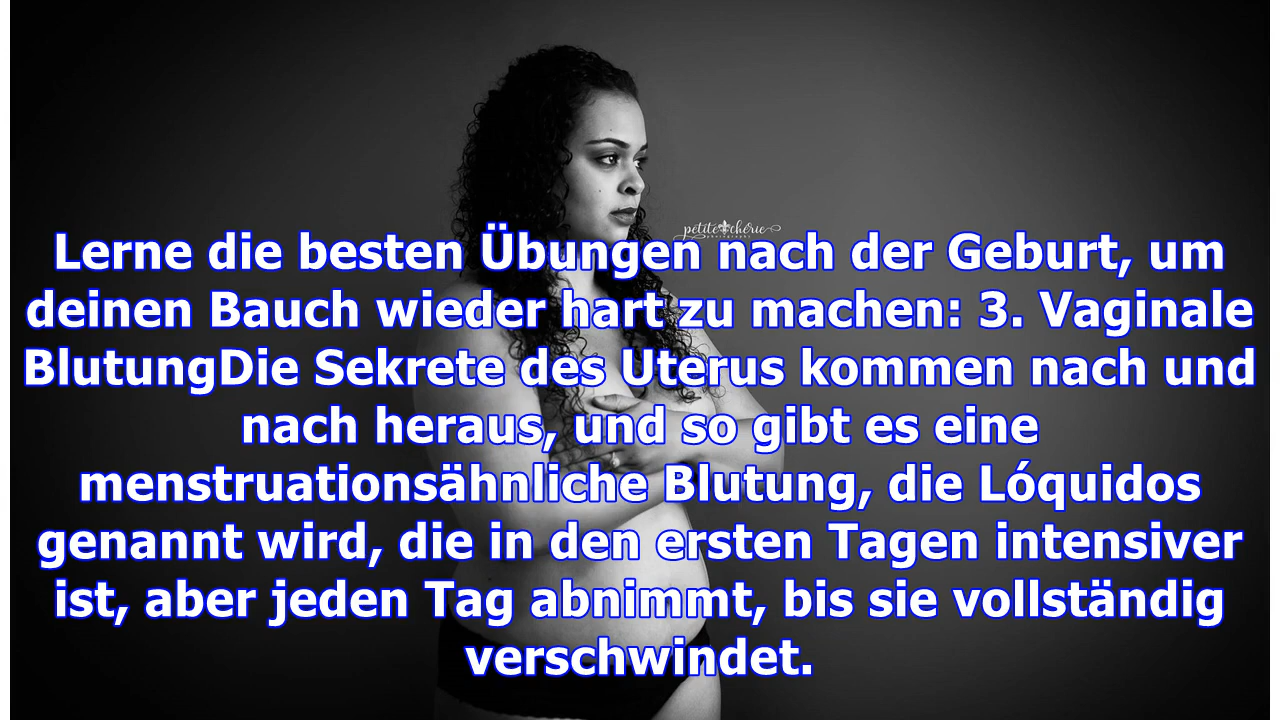 petite chérie
photography
Lerne die besten Übungen nach der Geburt, um
deinen Bauch wieder hart zu machen: 3. Vaginale
BlutungDie Sekrete des Uterus kommen nach und
nach heraus, und so gibt es eine
menstruationsähnliche Blutung, die Lóquidos
genannt wird, die in den ersten Tagen intensiver
ist, aber jeden Tag abnimmt, bis sie vollständig
verschwindet.